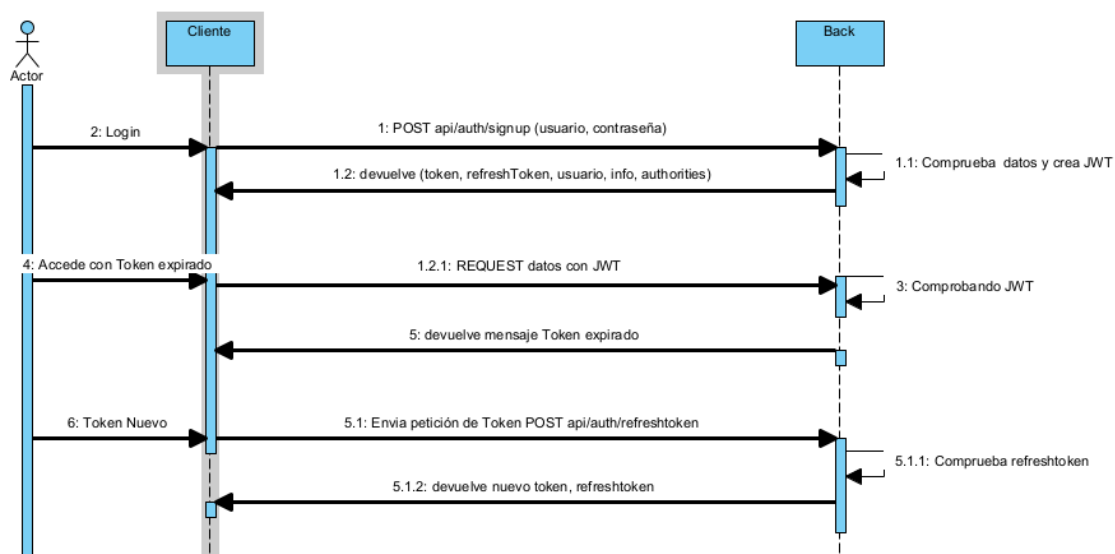 Cliente
Back
Actor
2: Login
1: POST api/auth/signup (usuario, contraseña)
1.1: Comprueba datos y crea JWT
1.2: devuelve (token, refreshToken, usuario, info, authorities)
4: Accede con Token expirado
1.2.1: REQUEST datos con JWT
3: Comprobando JWT
5: devuelve mensaje Token expirado
6: Token Nuevo
5.1: Envia petición de Token POST api/auth/refreshtoken
5.1.1: Comprueba refreshtoken
5.1.2: devuelve nuevo token, refreshtoken